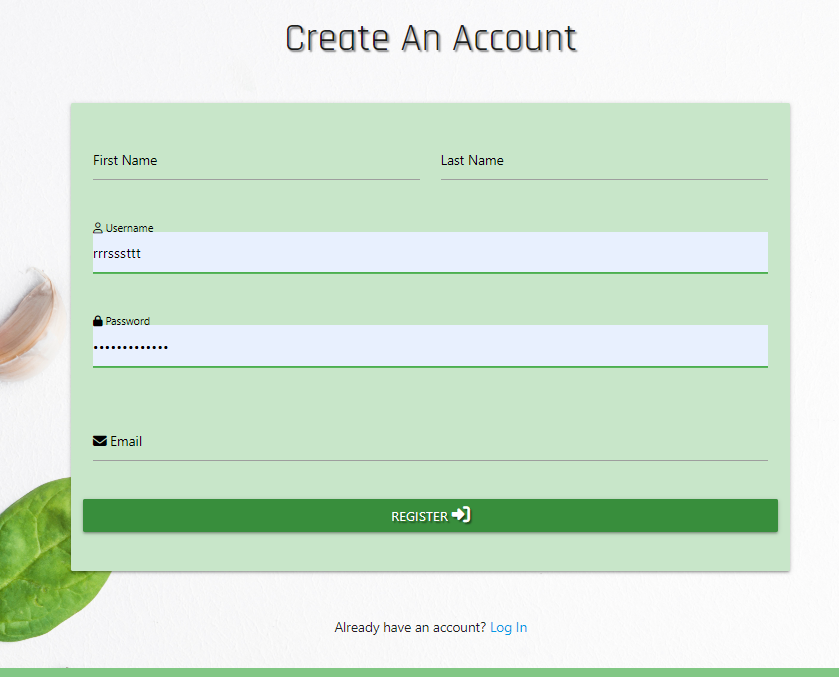 Create An Account
First Name
Last Name
Username
rrrsssttt
Password
•••••••••••••
Email
REGISTER
Already have an account? Log In